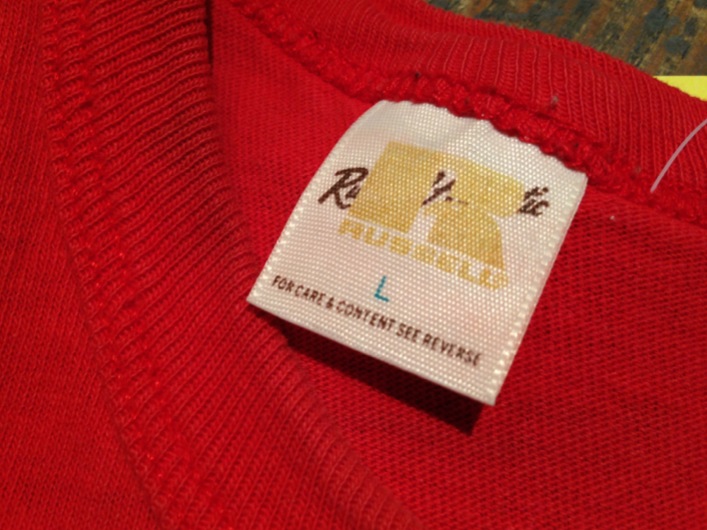 R
RUSSELL
L
FOR CARE & CONTENT SEE REVERSE